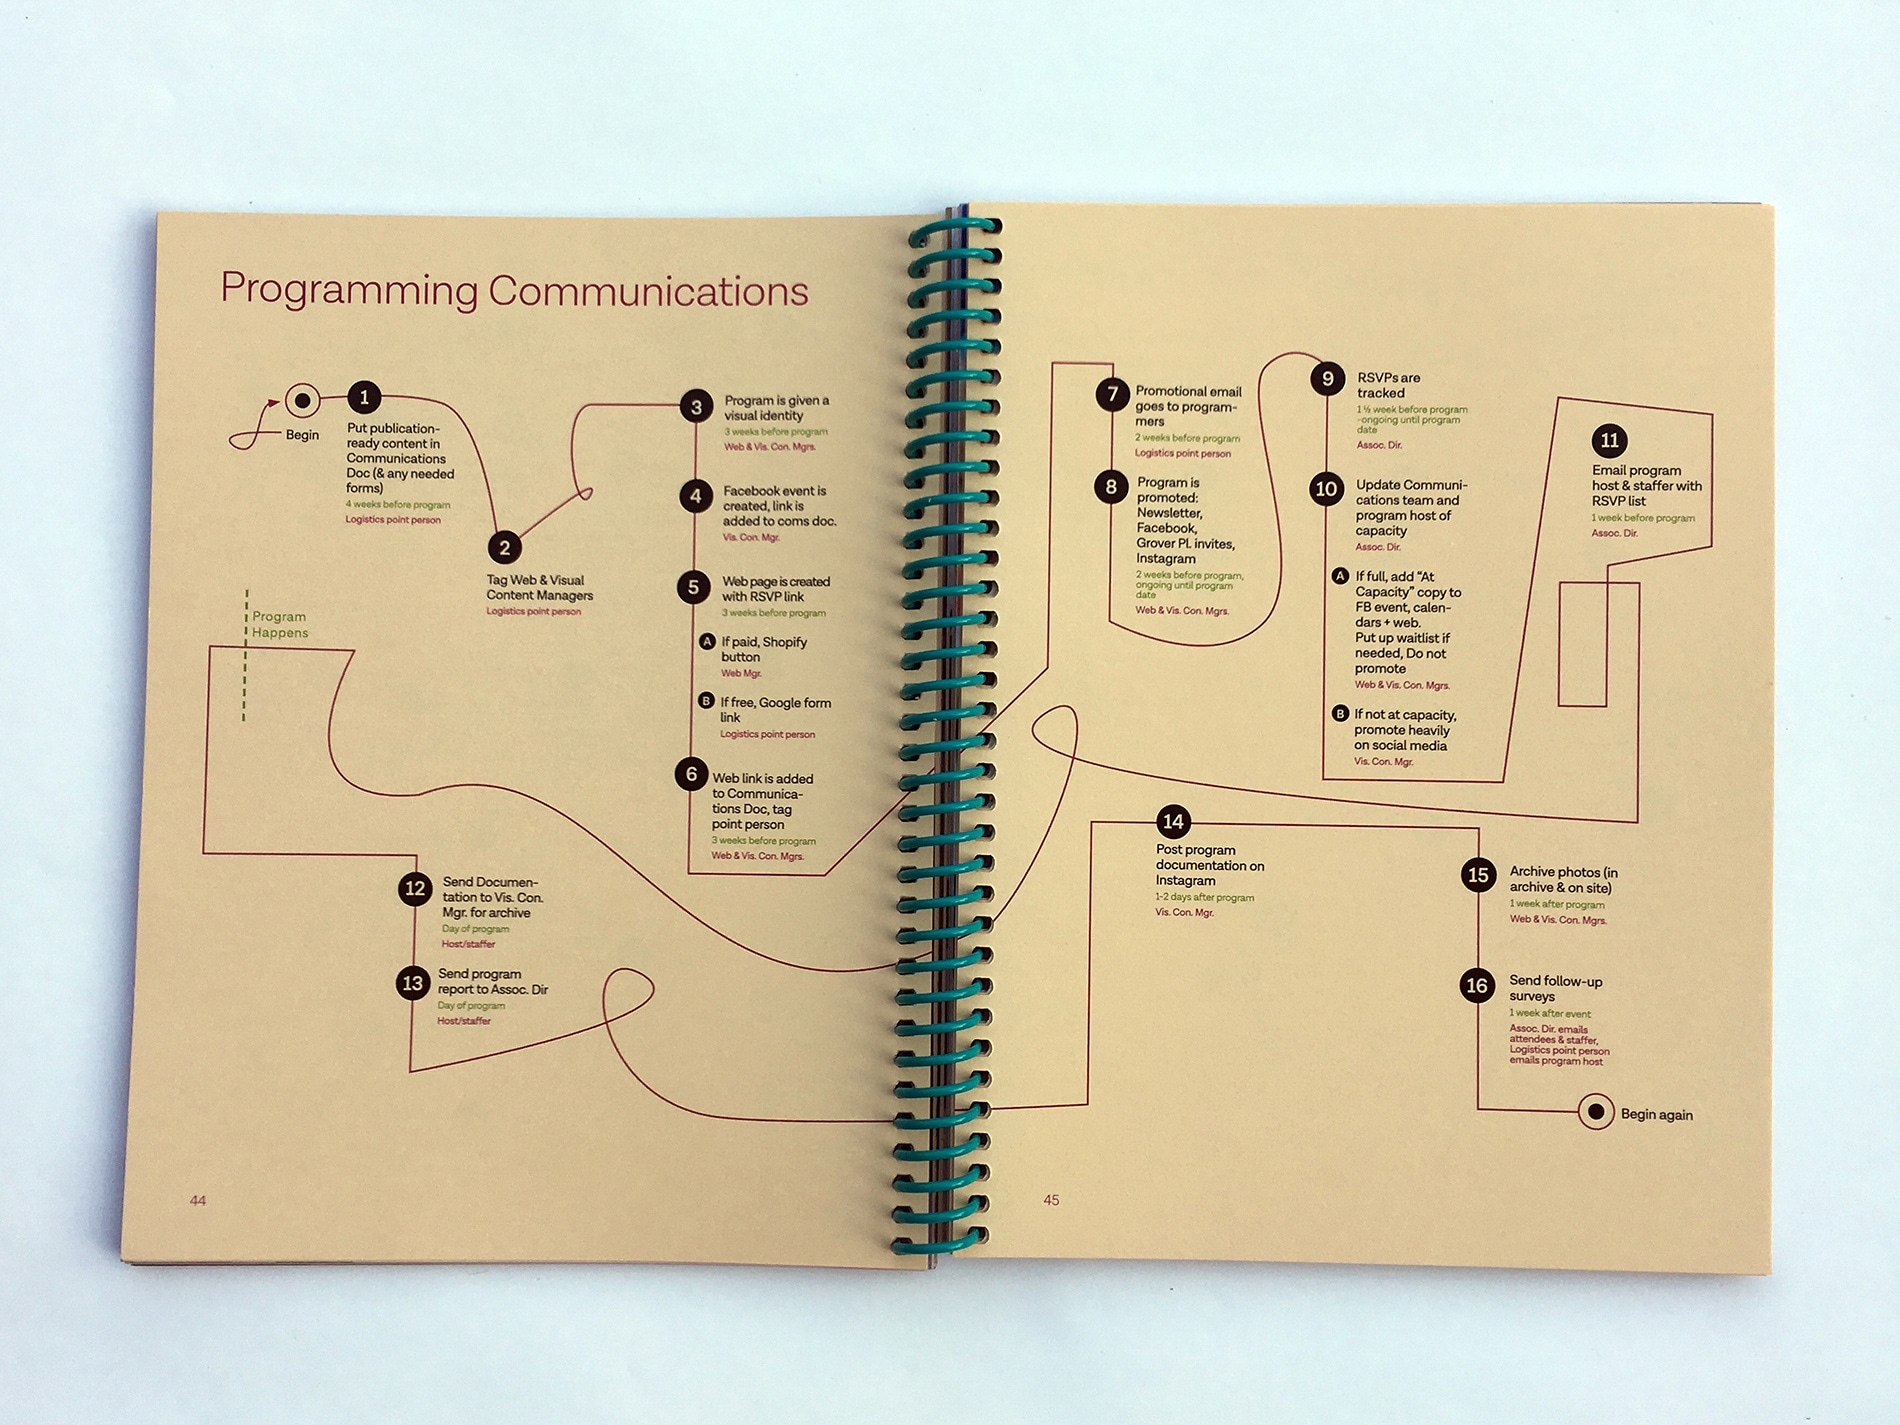 Programming Communications
Begin
1
Put publication-
ready content in
Communications
Doc (& any needed
forms)
4 weeks before program
Logistics point person
2
Tag Web & Visual
Content Managers
Logistics point person
3
Program is given a
visual identity
3 weeks before program
Web & Vis. Con. Mgrs.
4
Facebook event is
created, link is
added to coms doc.
Vis. Con. Mgr.
5
Web page is created
with RSVP link
3 weeks before program
A
If paid, Shopify
button
Web Mgr.
B
If free, Google form
link
Logistics point person
6
Web link is added
to Communica-
tions Doc, tag
point person
3 weeks before program
Web & Vis. Con. Mgrs.
Program
Happens
12
Send Documen-
tation to Vis. Con.
Mgr. for archive
Day of program
Host/staffer
13
Send program
report to Assoc. Dir
Day of program
Host/staffer
44
7
Promotional email
goes to program-
mers
2 weeks before program
Logistics point person
8
Program is
promoted:
Newsletter,
Facebook,
Grover Pl. invites,
Instagram
2 weeks before program,
ongoing until program
date
Web & Vis. Con. Mgrs.
9
RSVPs are
tracked
1 ½ week before program
-ongoing until program
date
Assoc. Dir.
10
Update Communi-
cations team and
program host of
capacity
Assoc. Dir.
A
If full, add “At
Capacity” copy to
FB event, calen-
dars + web.
Put up waitlist if
needed, Do not
promote
Web & Vis. Con. Mgrs.
B
If not at capacity,
promote heavily
on social media
Vis. Con. Mgr.
11
Email program
host & staffer with
RSVP list
1 week before program
Assoc. Dir.
14
Post program
documentation on
Instagram
1-2 days after program
Vis. Con. Mgr.
15
Archive photos (in
archive & on site)
1 week after program
Web & Vis. Con. Mgrs.
16
Send follow-up
surveys
1 week after event
Assoc. Dir. emails
attendees & staffer,
Logistics point person
emails program host
Begin again
45